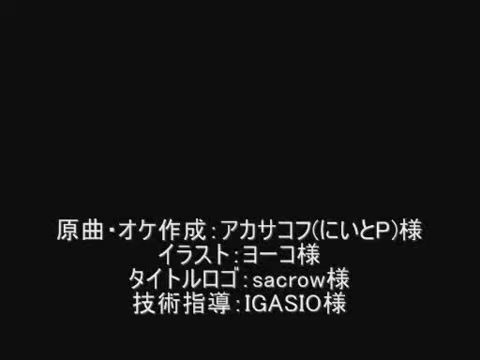 原曲・オケ作成：アカサコフ(にいとP)様
イラスト：ヨーコ様
タイトルロゴ：sacrow様
技術指導：IGASIO様